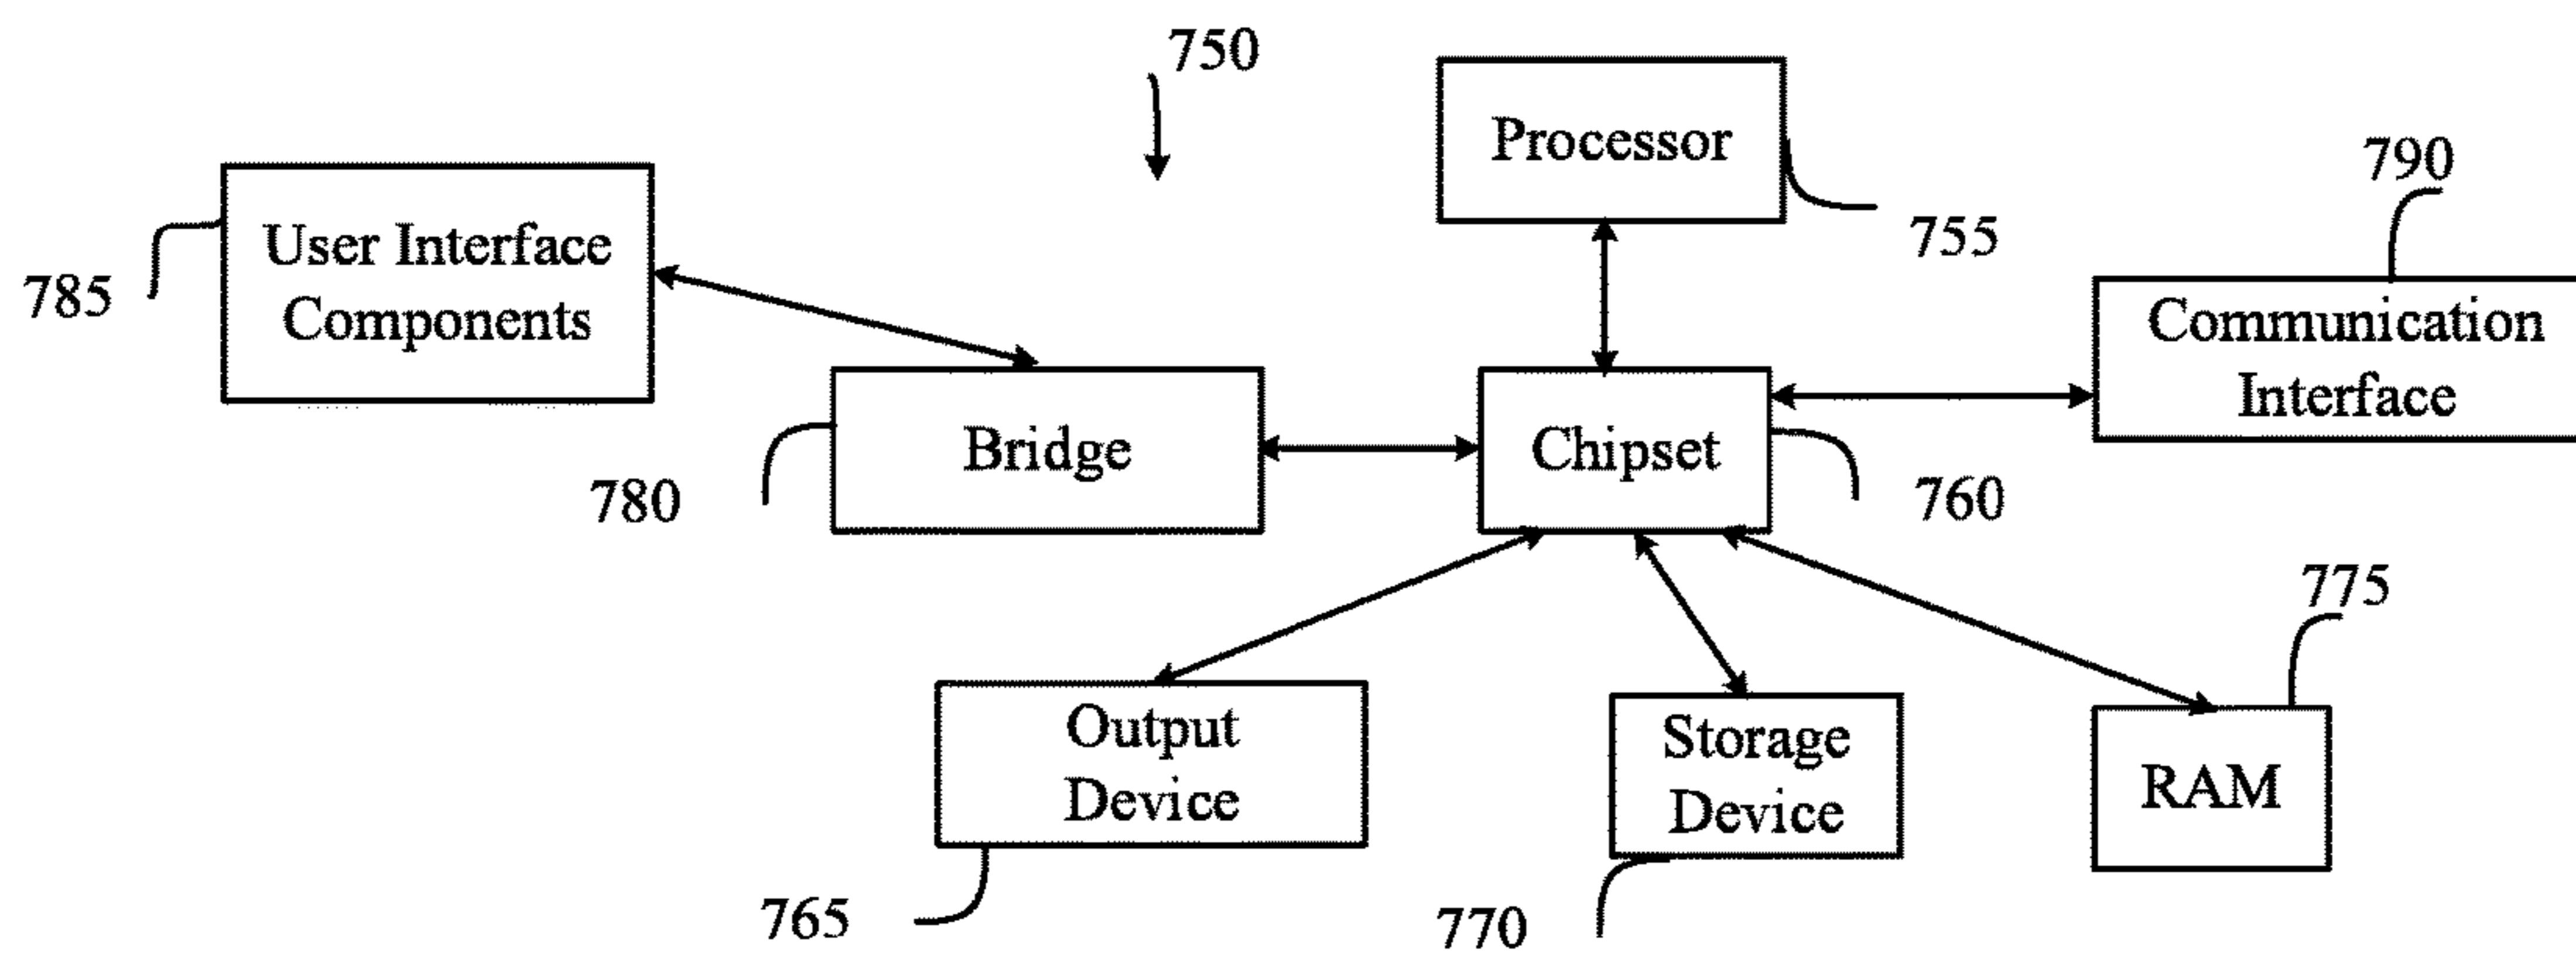 750
Processor
790
User Interface
Components
755
785
Communication
Interface
Bridge
Chipset
780
760
775
Output
Device
Storage
Device
RAM
765
770